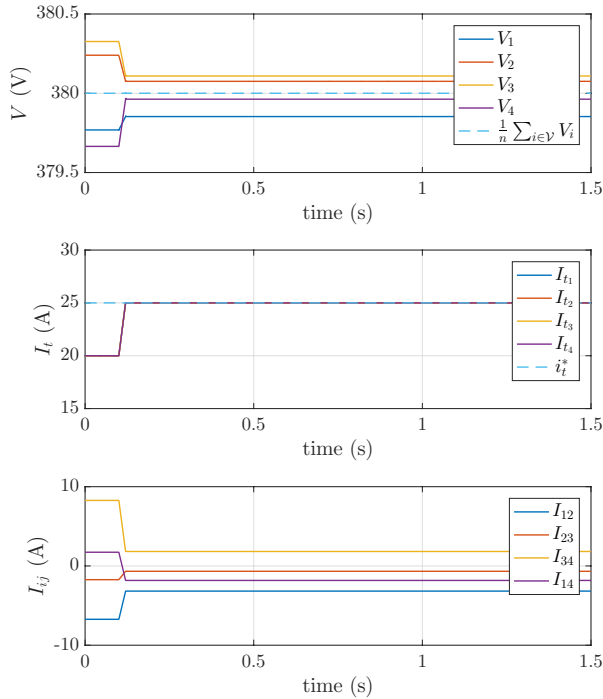 380.5
380
379.5
V (V)
V_1
V_2
V_3
V_4
\frac{1}{n} \sum_{i \in \mathcal{V}} V_i
0 0.5 1 1.5
time (s)
30
25
20
15
I_t (A)
I_{t_1}
I_{t_2}
I_{t_3}
I_{t_4}
i_t^*
0 0.5 1 1.5
time (s)
10
0
-10
I_{ij} (A)
I_{12}
I_{23}
I_{34}
I_{14}
0 0.5 1 1.5
time (s)